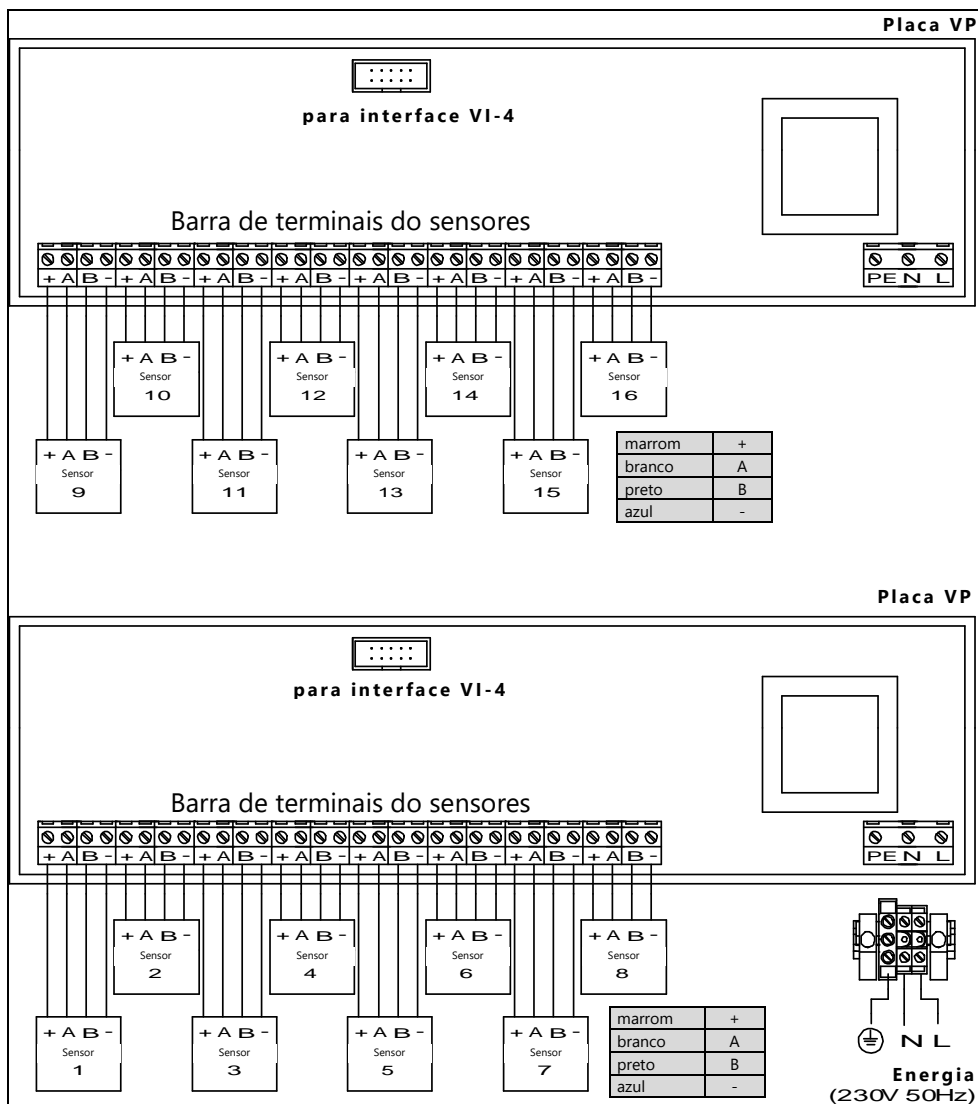 Placa VP
para interface VI-4
Barra de terminais do sensores
+ A B - + A B - + A B - + A B - + A B - + A B - + A B - + A B -
PE N L
+ A B -
Sensor
10
+ A B -
Sensor
12
+ A B -
Sensor
14
+ A B -
Sensor
16
+ A B -
Sensor
9
+ A B -
Sensor
11
+ A B -
Sensor
13
+ A B -
Sensor
15
marrom +
branco A
preto B
azul -
Placa VP
para interface VI-4
Barra de terminais do sensores
+ A B - + A B - + A B - + A B - + A B - + A B - + A B - + A B -
PE N L
+ A B -
Sensor
2
+ A B -
Sensor
4
+ A B -
Sensor
6
+ A B -
Sensor
8
+ A B -
Sensor
1
+ A B -
Sensor
3
+ A B -
Sensor
5
+ A B -
Sensor
7
marrom +
branco A
preto B
azul -
N L
Energia
(230V 50Hz)